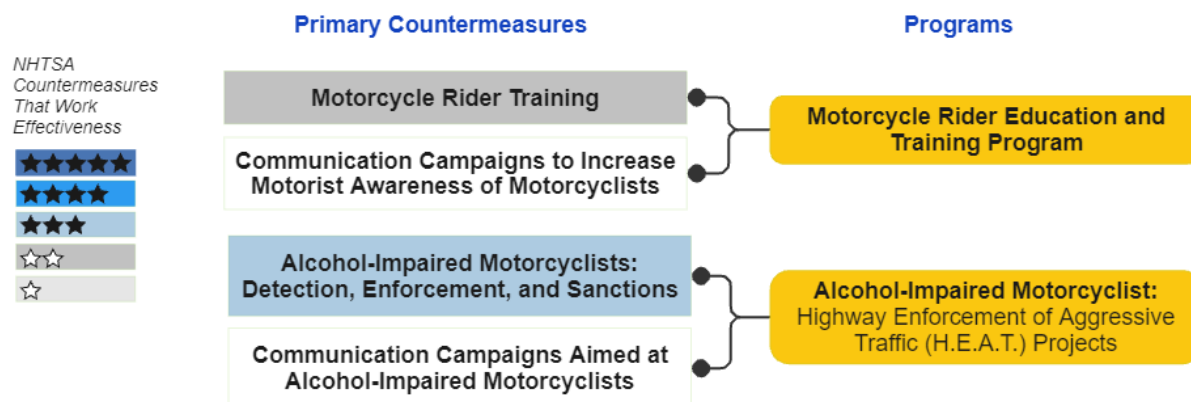 Primary Countermeasures
Programs
NHTSA
Countermeasures
That Work
Effectiveness
Motorcycle Rider Training
Communication Campaigns to Increase
Motorist Awareness of Motorcyclists
Motorcycle Rider Education and
Training Program
Alcohol-Impaired Motorcyclists:
Detection, Enforcement, and Sanctions
Communication Campaigns Aimed at
Alcohol-Impaired Motorcyclists
Alcohol-Impaired Motorcyclist:
Highway Enforcement of Aggressive
Traffic (H.E.A.T.) Projects